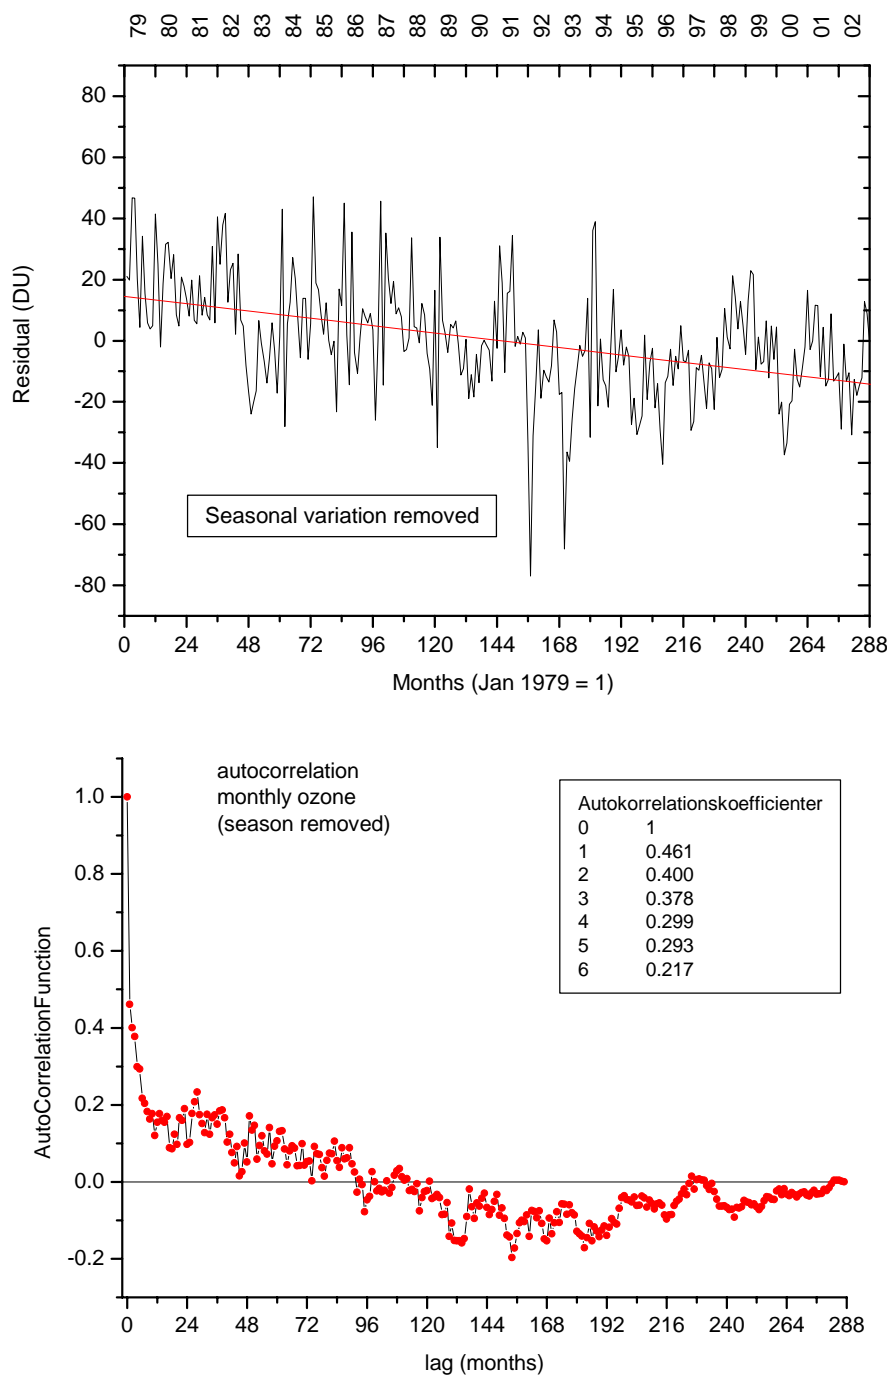 79 80 81 82 83 84 85 86 87 88 89 90 91 92 93 94 95 96 97 98 99 00 01 02
80
60
40
20
0
-20
-40
-60
-80
Residual (DU)
Seasonal variation removed
0 24 48 72 96 120 144 168 192 216 240 264 288
Months (Jan 1979 = 1)
autocorrelation
monthly ozone
(season removed)
Autokorrelationskoefficienter
0 1
1 0.461
2 0.400
3 0.378
4 0.299
5 0.293
6 0.217
1.0
0.8
0.6
0.4
0.2
0.0
-0.2
AutoCorrelationFunction
0 24 48 72 96 120 144 168 192 216 240 264 288
lag (months)